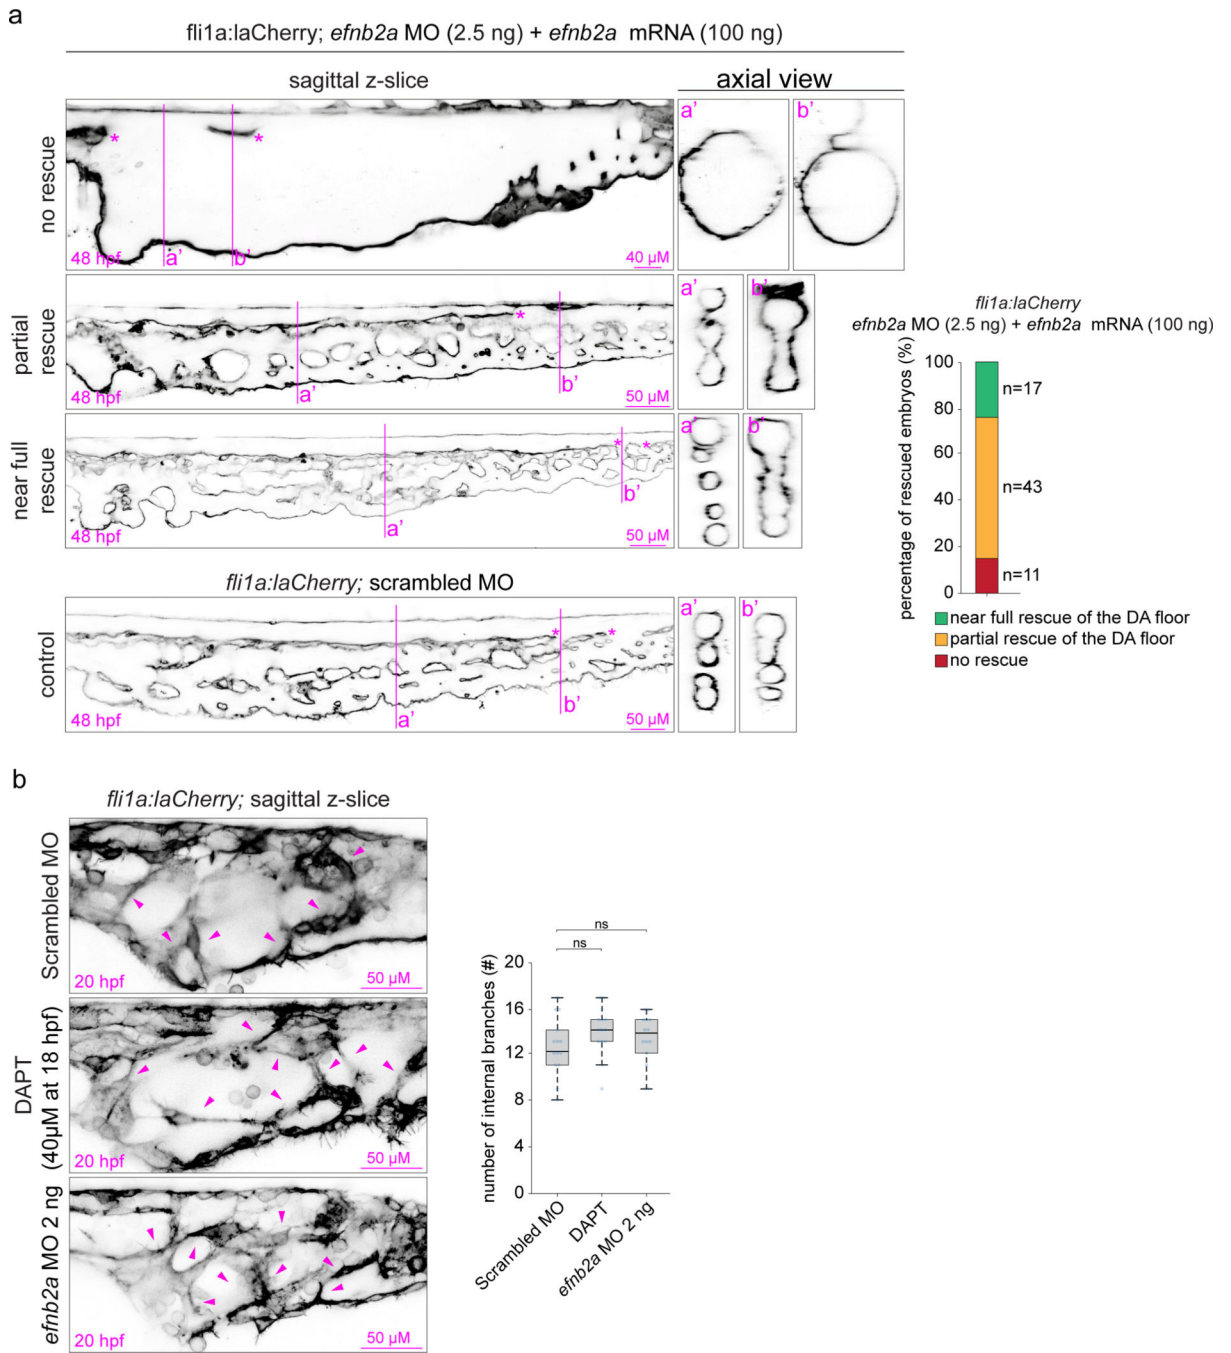 a
fli1a:laCherry; efnb2a MO (2.5 ng) + efnb2a mRNA (100 ng)
sagittal z-slice
axial view
no rescue
*
*
48 hpf
a'
b'
40 µM
a'
b'
partial
rescue
*
48 hpf
a'
b'
50 µM
a'
b'
near full
rescue
*
*
48 hpf
a'
b'
50 µM
a'
b'
fli1a:laCherry; scrambled MO
control
*
*
48 hpf
a'
b'
50 µM
a'
b'
fli1a:laCherry
efnb2a MO (2.5 ng) + efnb2a mRNA (100 ng)
percentage of rescued embryos (%)
100
80
60
40
20
0
n=17
n=43
n=11
near full rescue of the DA floor
partial rescue of the DA floor
no rescue
b
fli1a:laCherry; sagittal z-slice
Scrambled MO
20 hpf
50 µM
DAPT
(40µM at 18 hpf)
20 hpf
50 µM
efnb2a MO 2 ng
20 hpf
50 µM
number of internal branches (#)
ns
ns
20
16
12
8
4
0
Scrambled MO
DAPT
efnb2a MO 2 ng